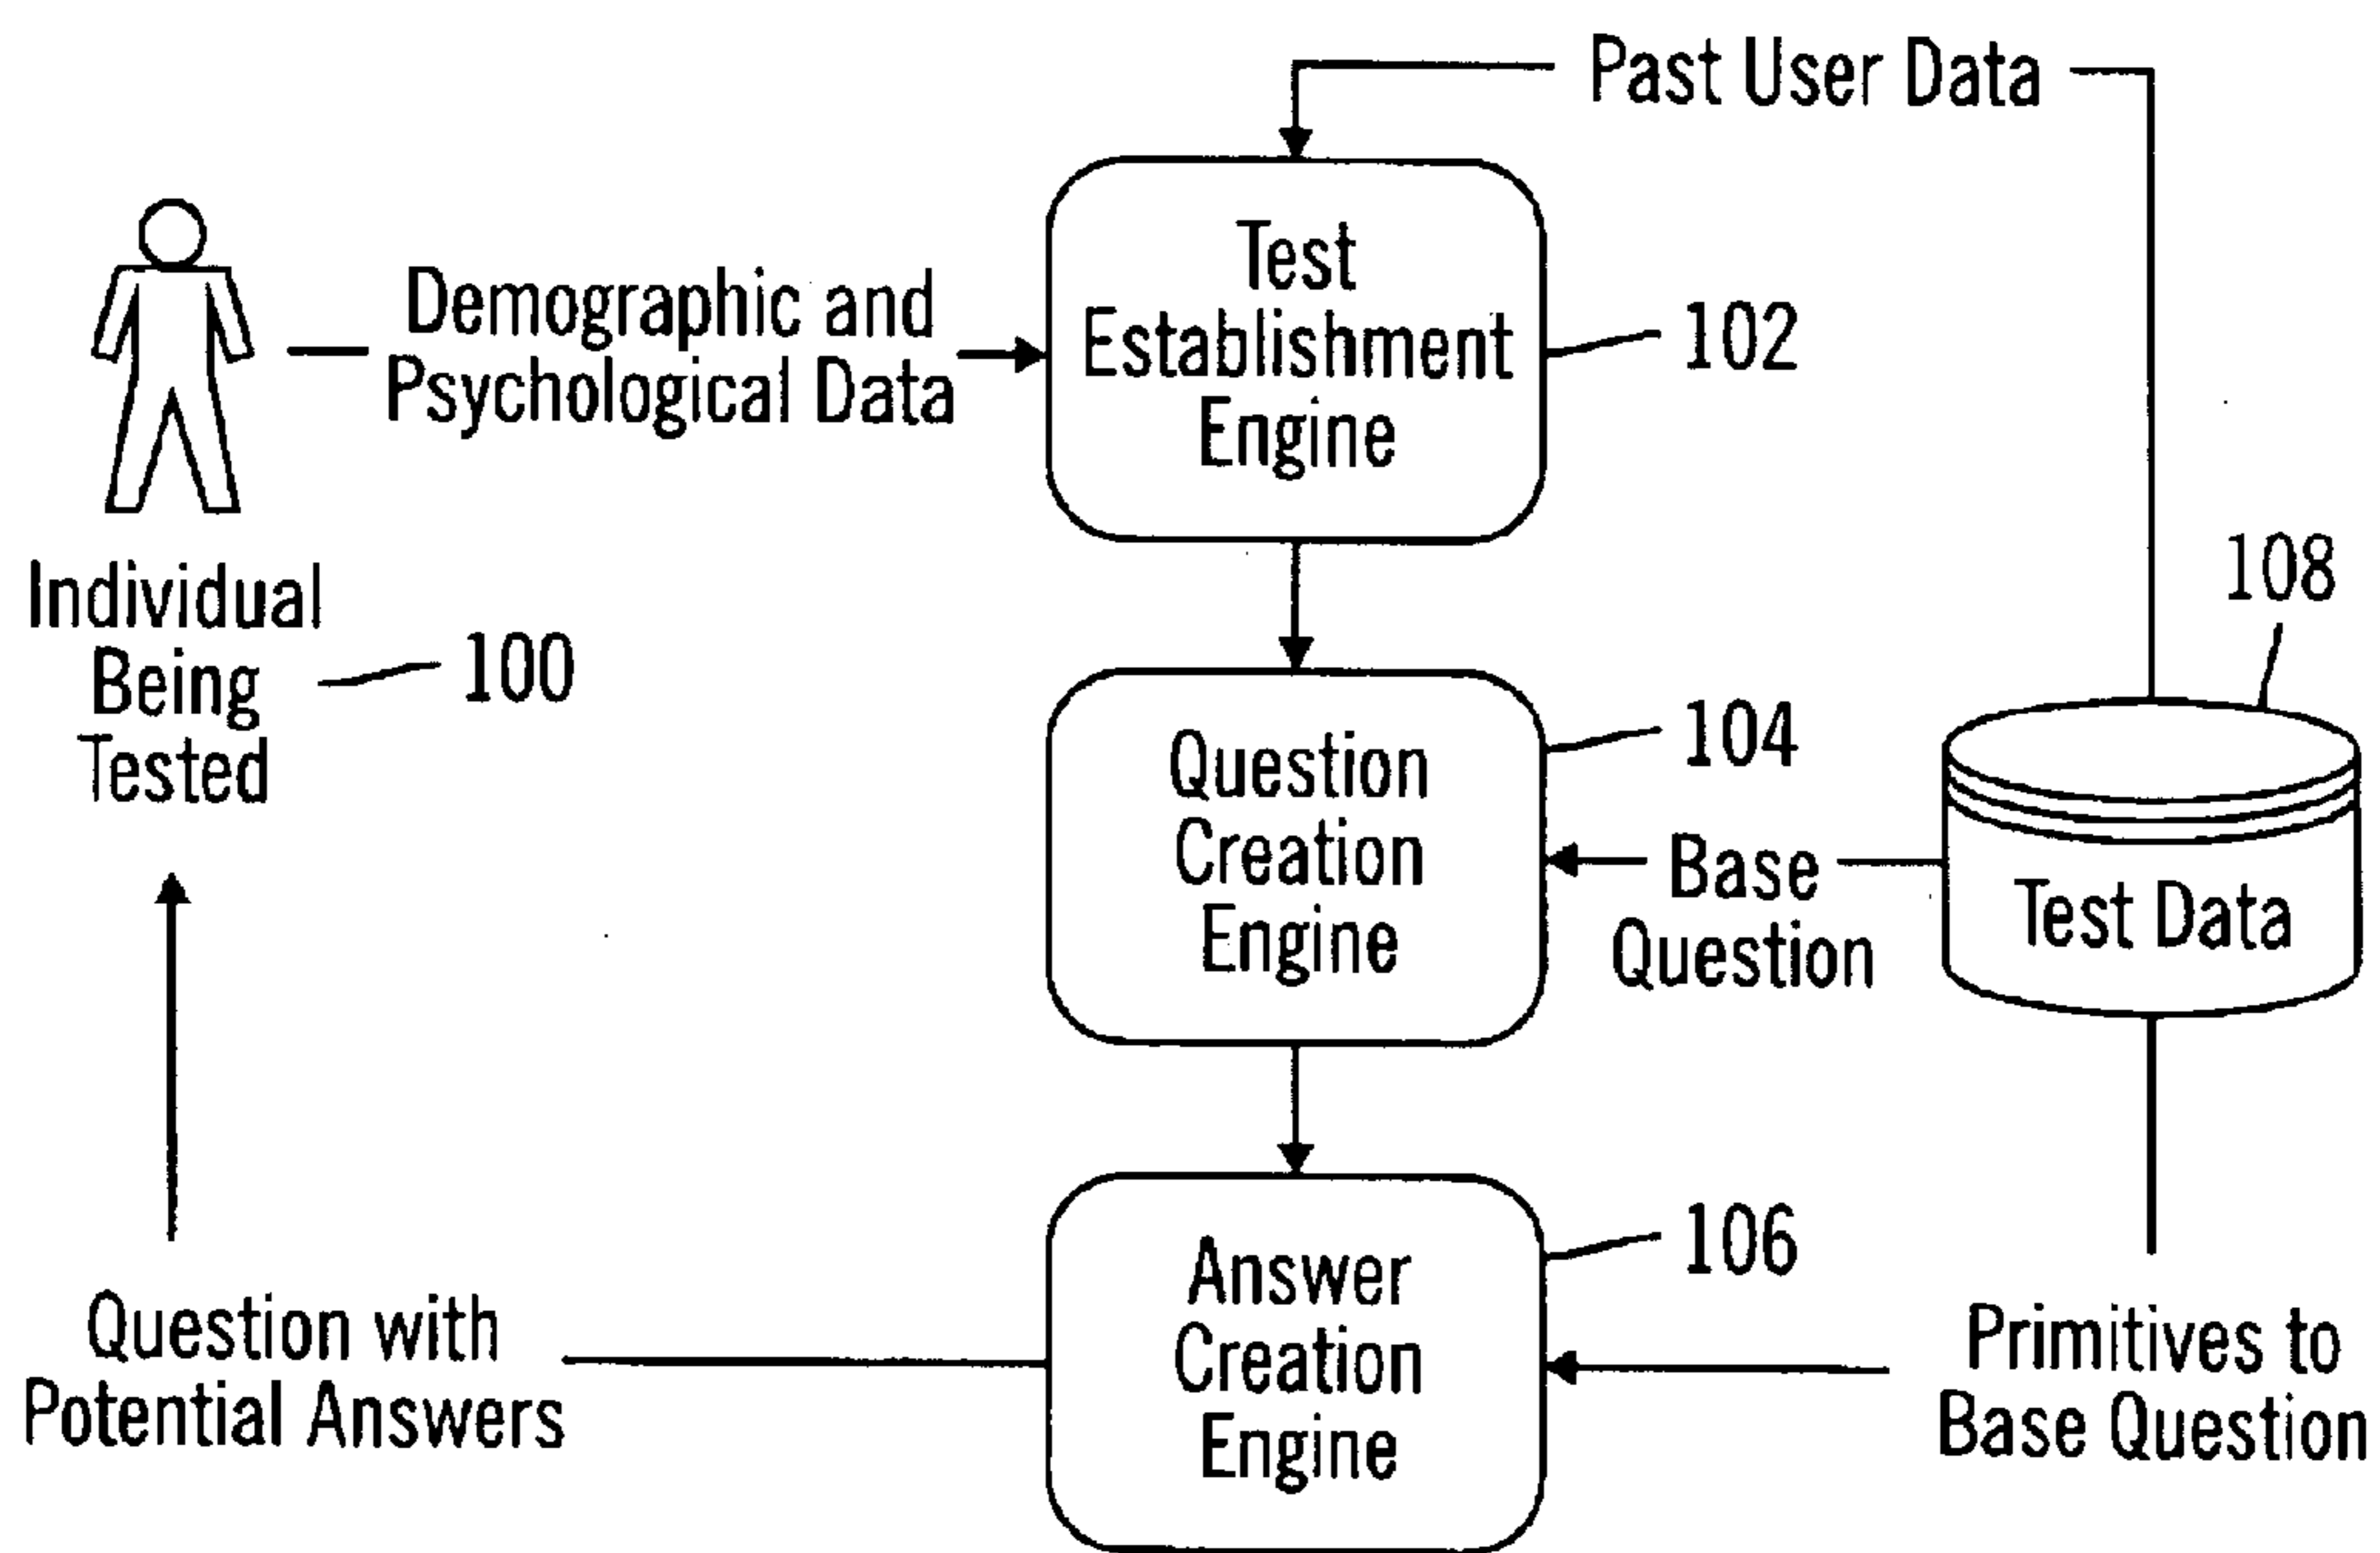 Past User Data
Test
Establishment
Engine
102
Demographic and
Psychological Data
Individual
Being
Tested
100
108
Question
Creation
Engine
104
Base
Question
Test Data
Answer
Creation
Engine
106
Question with
Potential Answers
Primitives to
Base Question